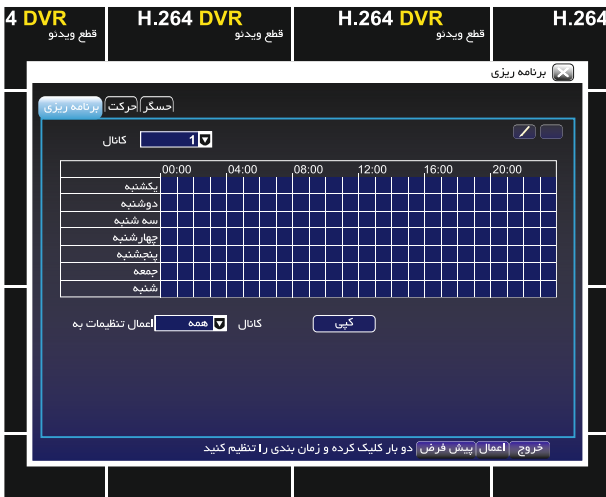 4 DVR
قطع ویدئو
H.264 DVR
قطع ویدئو
H.264 DVR
قطع ویدئو
H.264
برنامه ریزی
برنامه ریزی حرکت حسگر
کانال 1
00:00 04:00 08:00 12:00 16:00 20:00
یکشنبه
دوشنبه
سه شنبه
چهارشنبه
پنجشنبه
جمعه
شنبه
اعمال تنظیمات به همه کانال کپی
دو بار کلیک کرده و زمان بندی را تنظیم کنید پیش فرض اعمال خروج